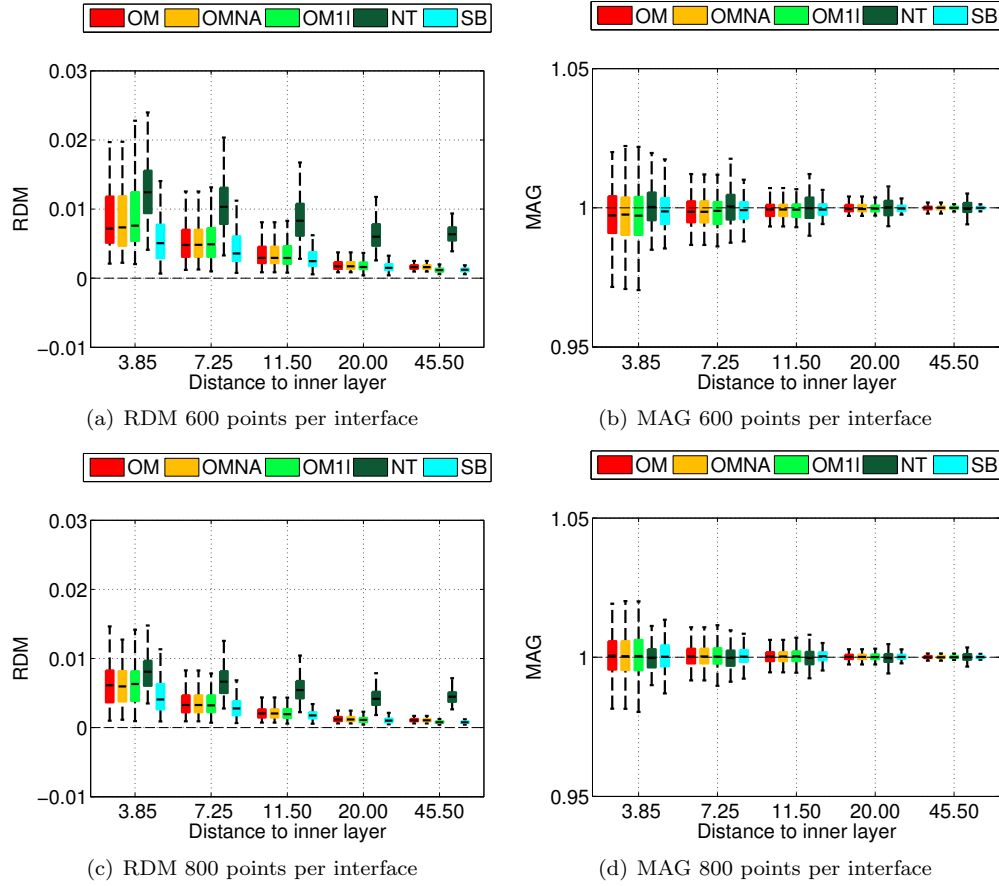 OM OMNA OM1I NT SB
0.03
0.02
0.01
0
−0.01
RDM
3.85 7.25 11.50 20.00 45.50
Distance to inner layer
(a) RDM 600 points per interface
OM OMNA OM1I NT SB
1.05
1
0.95
MAG
3.85 7.25 11.50 20.00 45.50
Distance to inner layer
(b) MAG 600 points per interface
OM OMNA OM1I NT SB
0.03
0.02
0.01
0
−0.01
RDM
3.85 7.25 11.50 20.00 45.50
Distance to inner layer
(c) RDM 800 points per interface
OM OMNA OM1I NT SB
1.05
1
0.95
MAG
3.85 7.25 11.50 20.00 45.50
Distance to inner layer
(d) MAG 800 points per interface